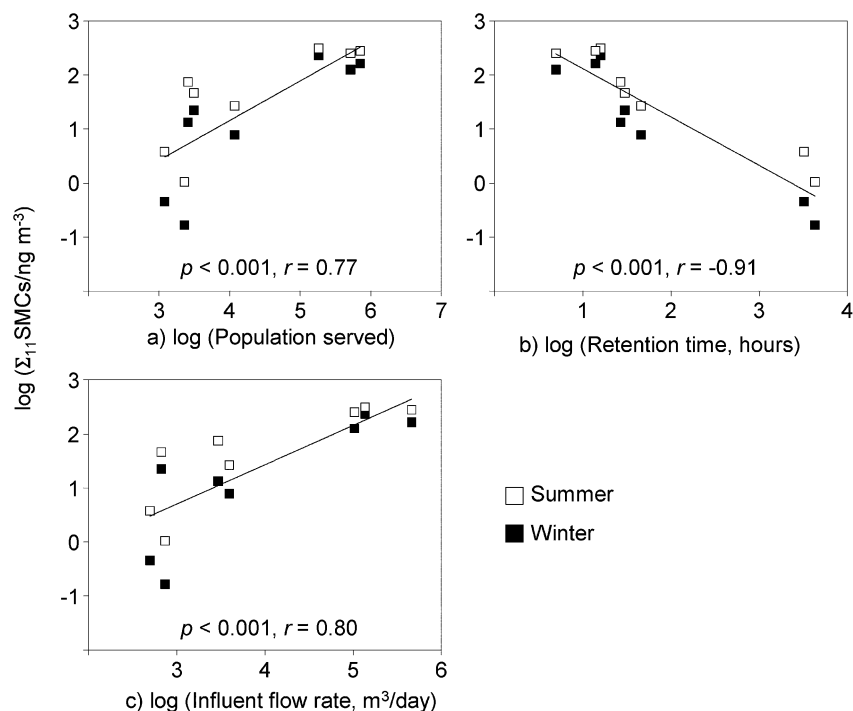 log (Σ11SMCs/ng m-3)
3
2
1
0
-1
p < 0.001, r = 0.77
3 4 5 6 7
a) log (Population served)
3
2
1
0
-1
p < 0.001, r = -0.91
1 2 3 4
b) log (Retention time, hours)
3
2
1
0
-1
p < 0.001, r = 0.80
3 4 5 6
c) log (Influent flow rate, m3/day)
Summer
Winter